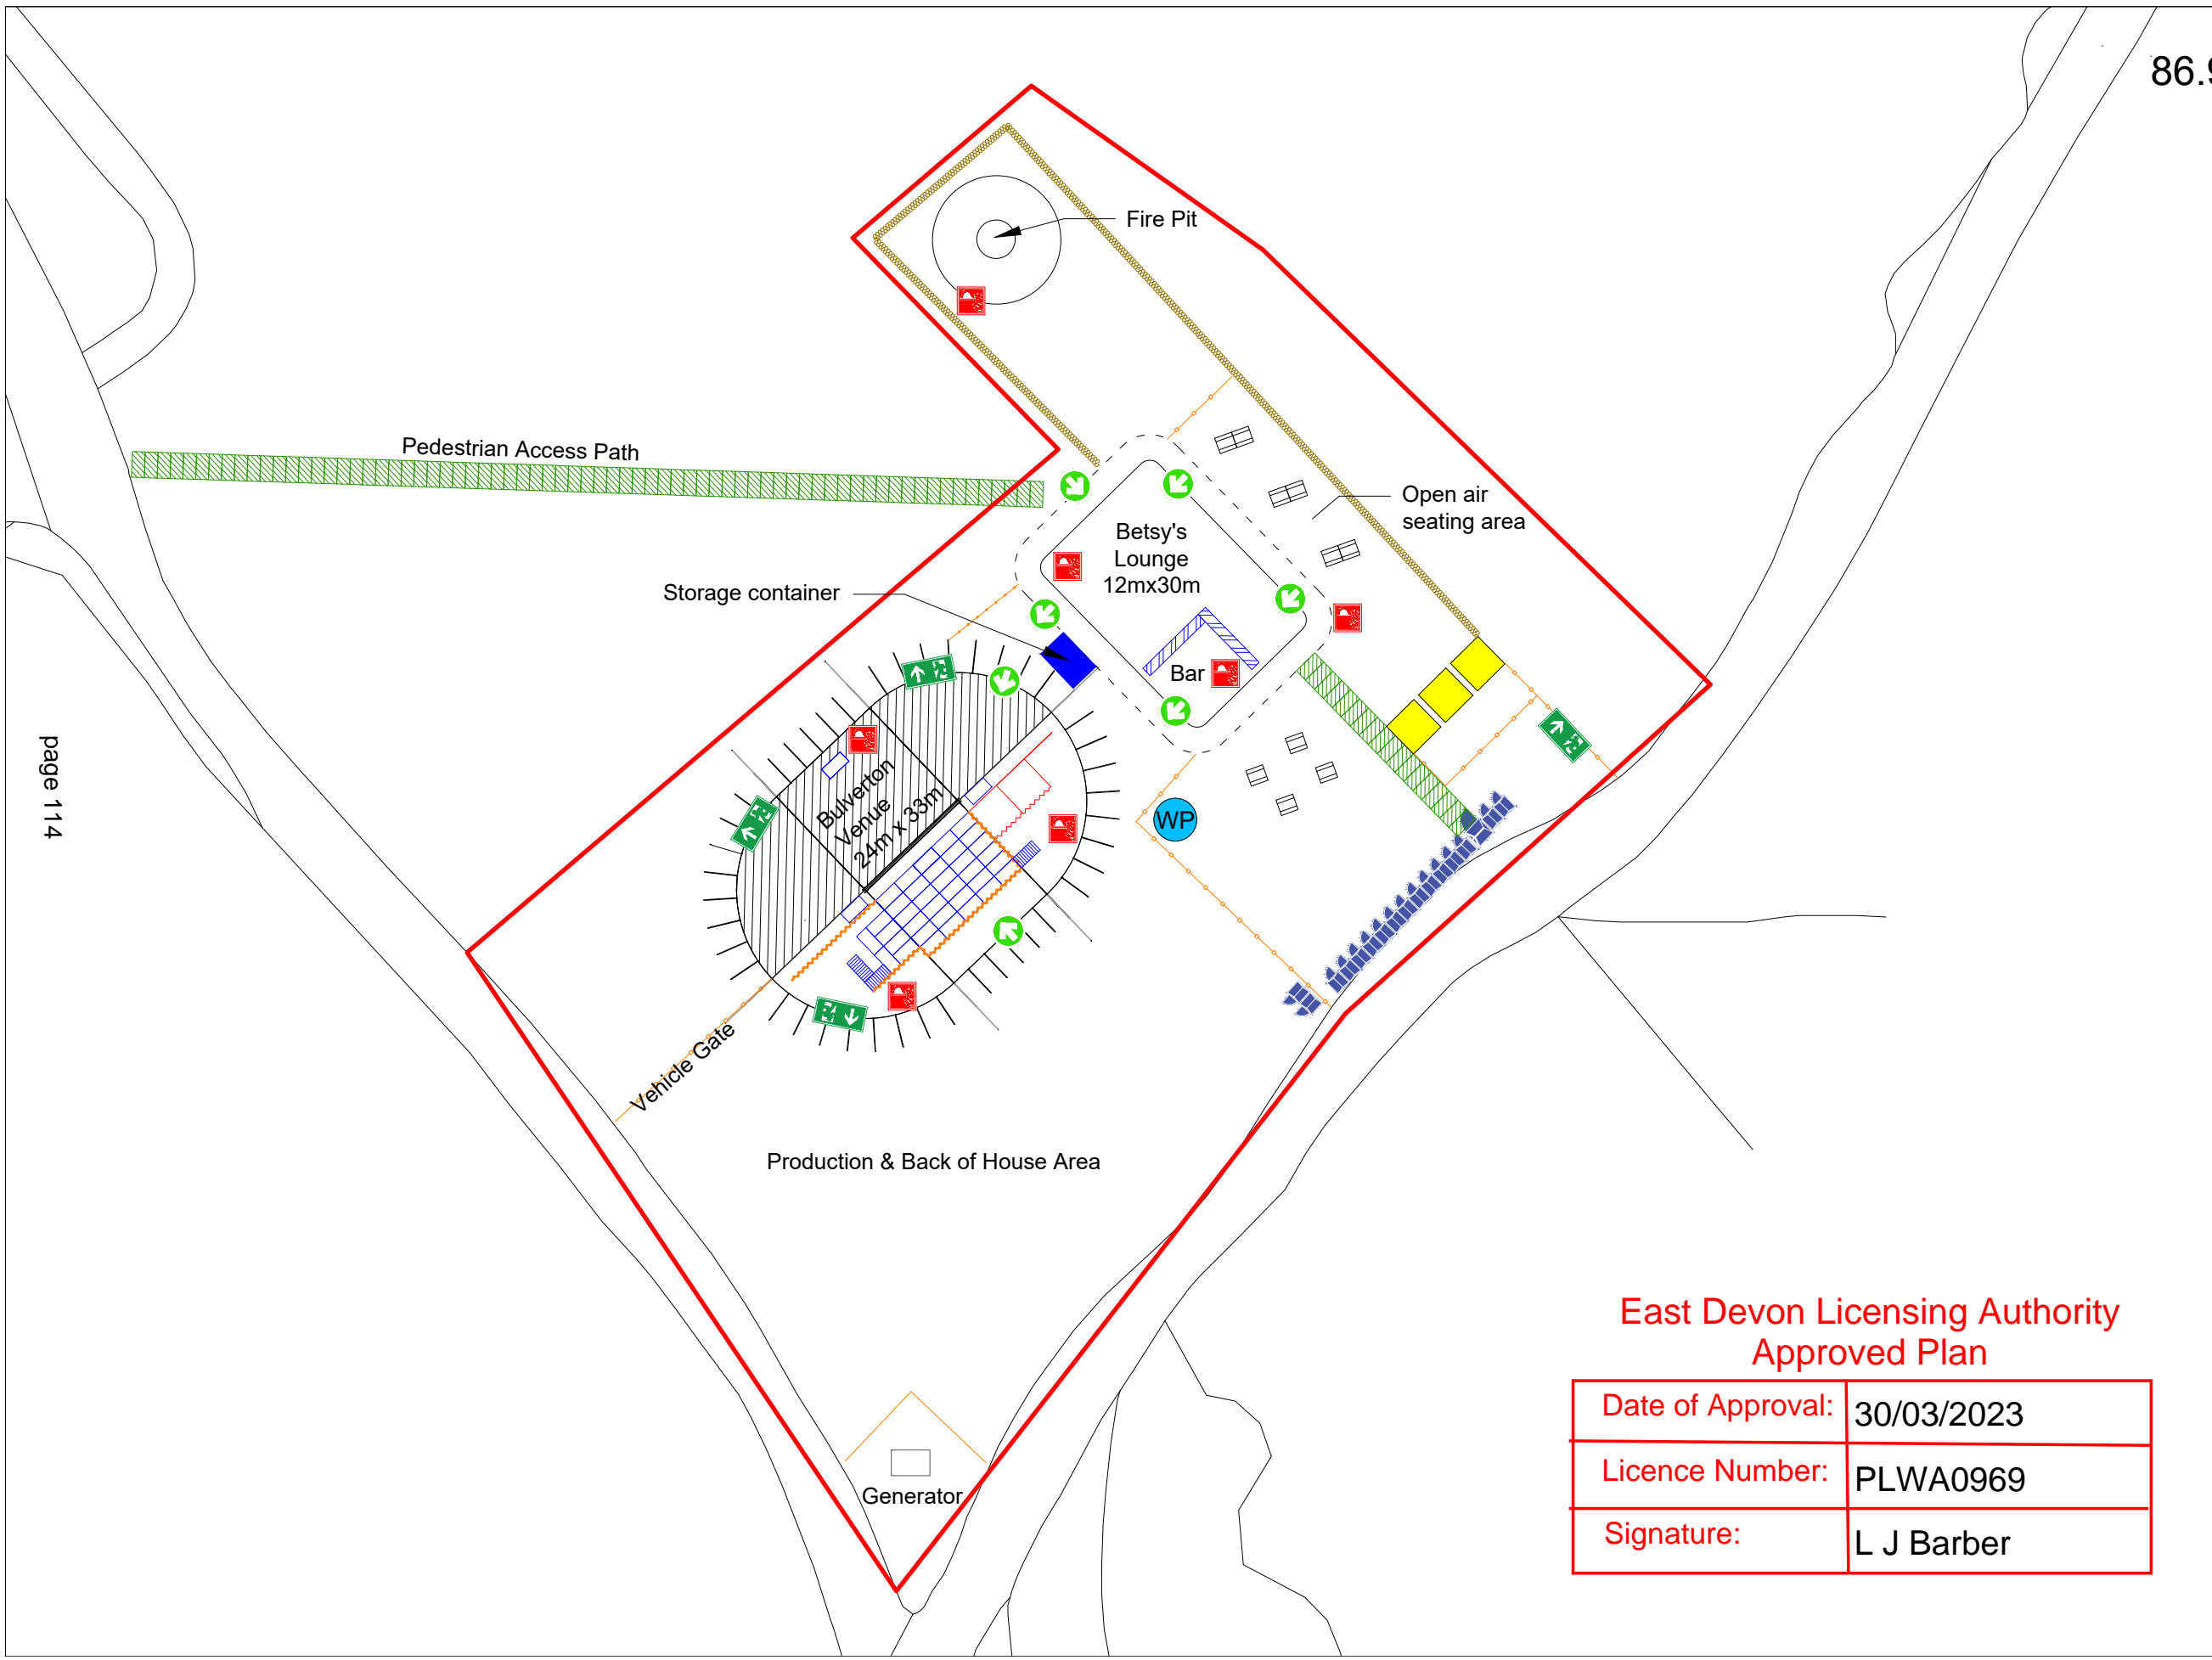 86.9
Fire Pit
Pedestrian Access Path
Open air
seating area
Betsy's
Lounge
12mx30m
Storage container
Bar
Bulverton
Venue
24m x 33m
WP
page 114
Vehicle Gate
Production & Back of House Area
Generator
East Devon Licensing Authority
Approved Plan
Date of Approval: 30/03/2023
Licence Number: PLWA0969
Signature: L J Barber